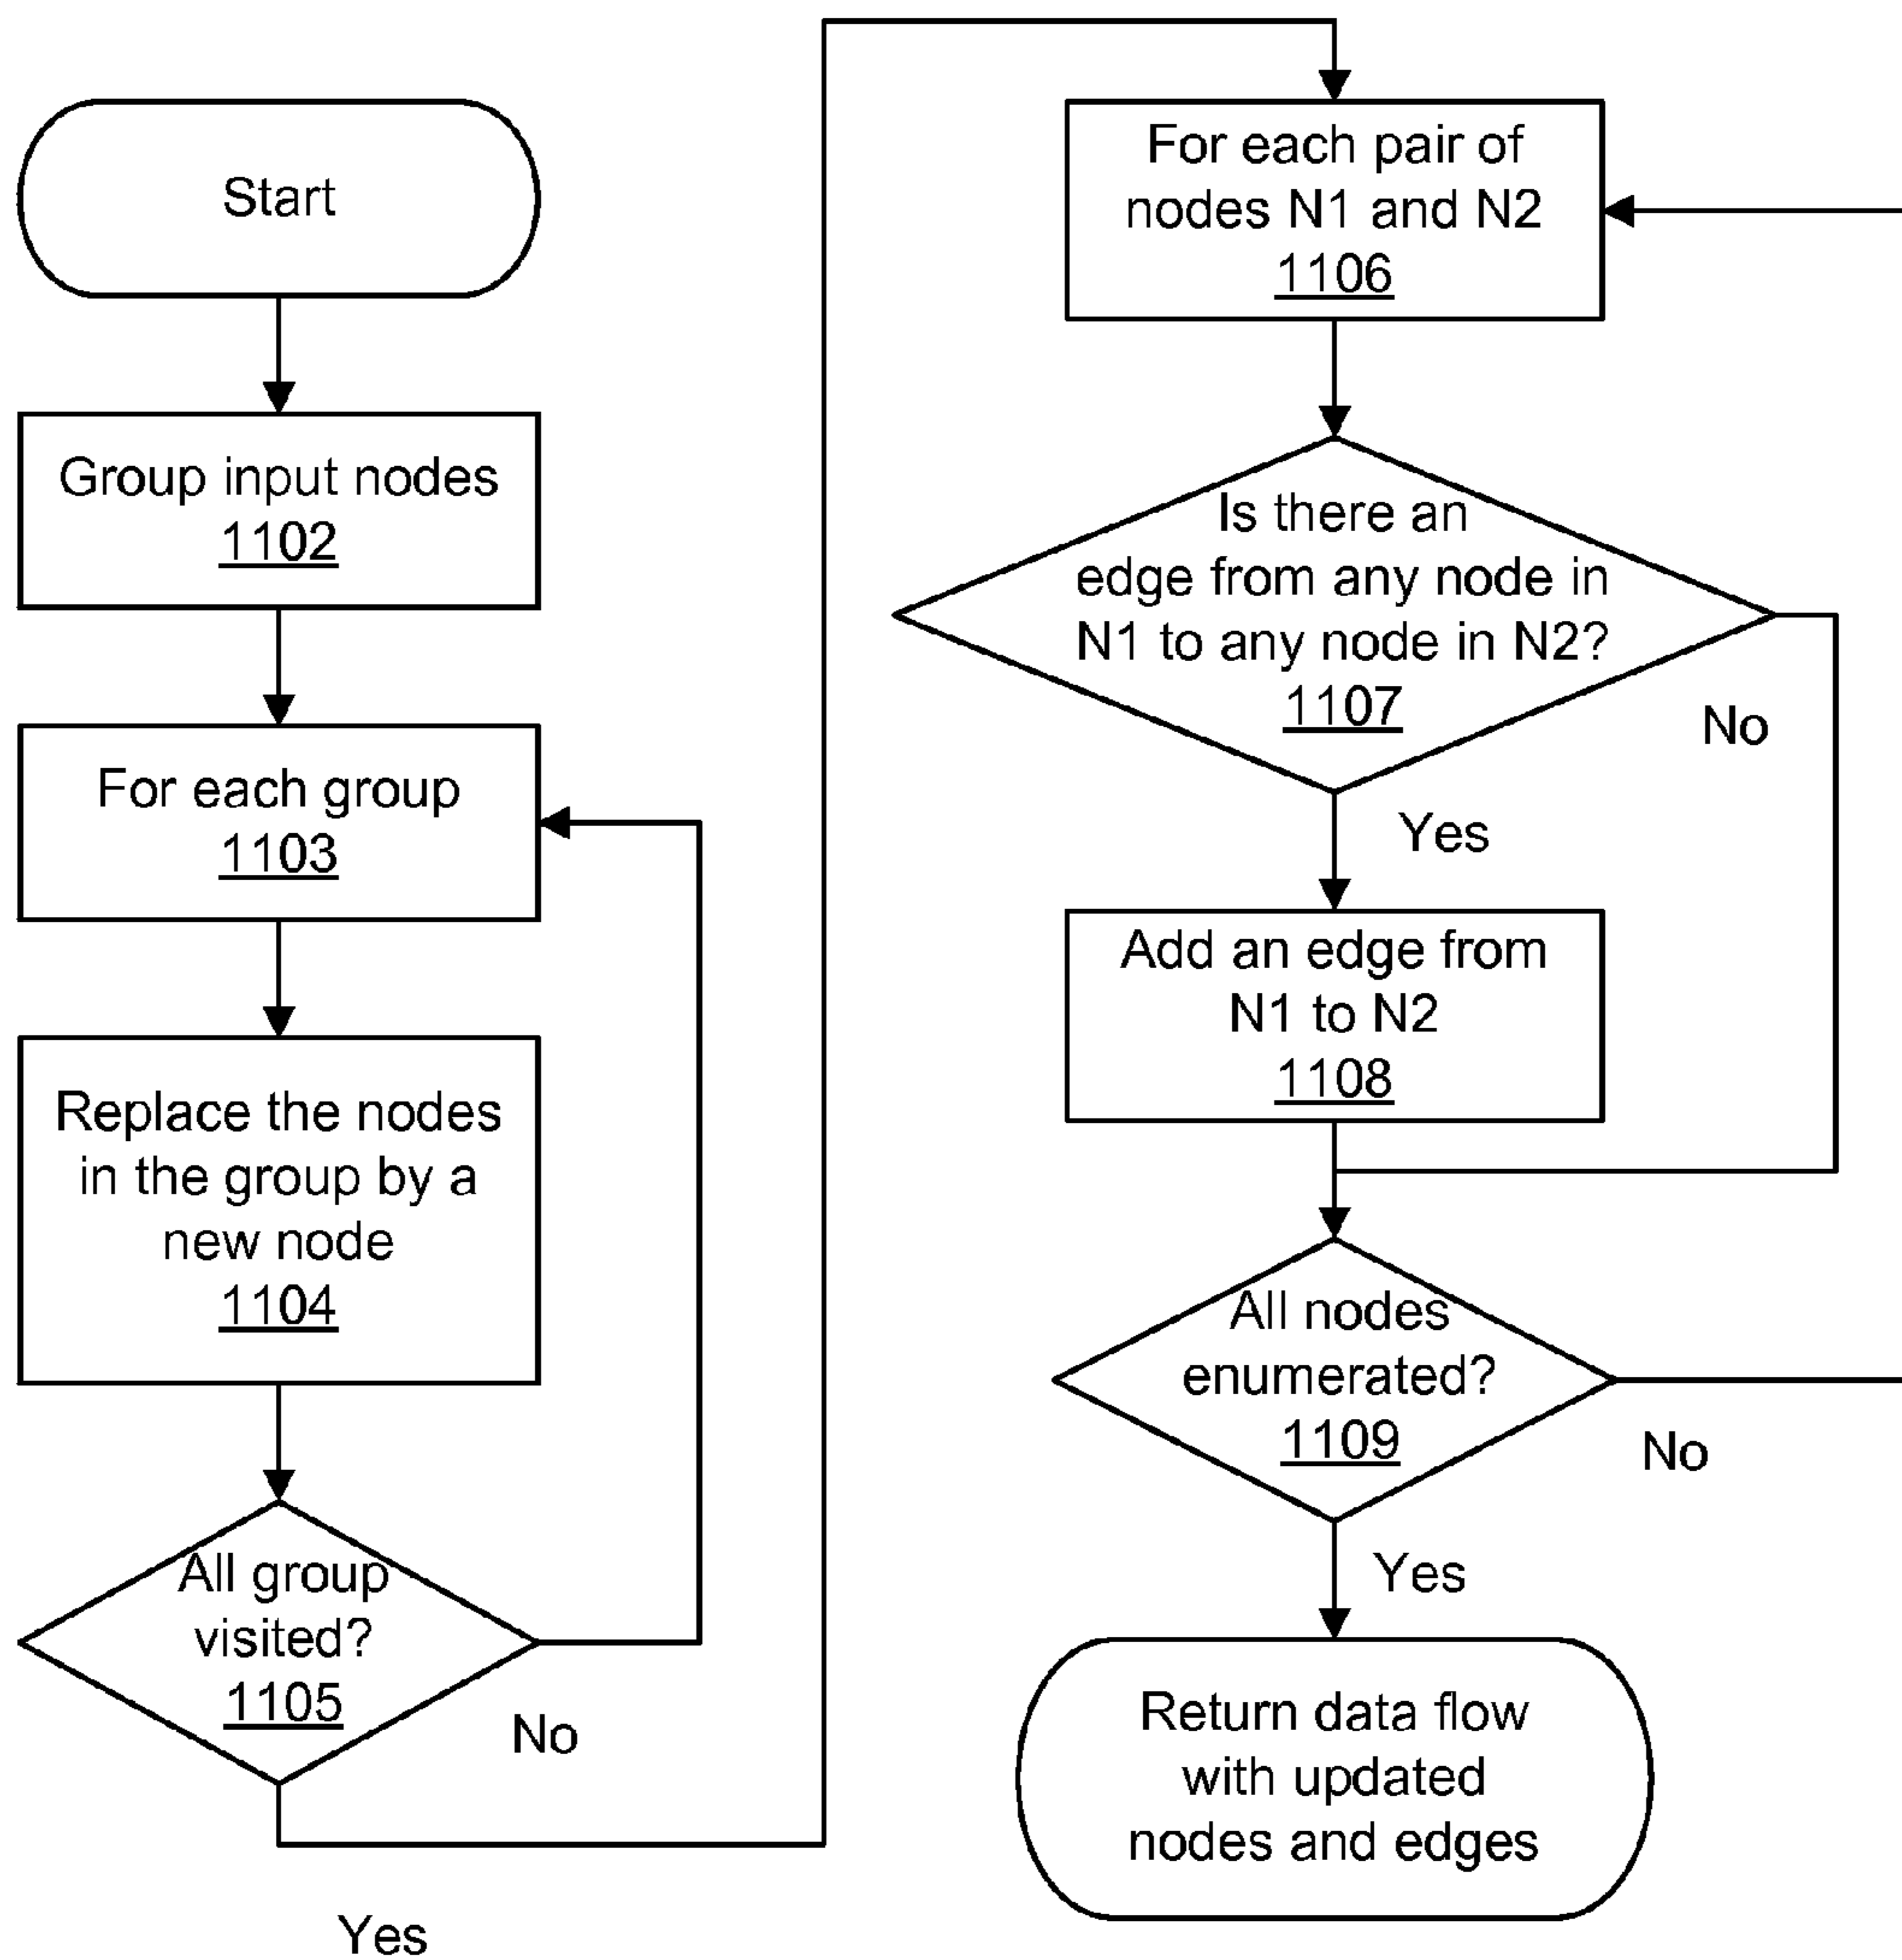 Start
Group input nodes
1102
For each group
1103
Replace the nodes
in the group by a
new node
1104
All group
visited?
1105
No
Yes
For each pair of
nodes N1 and N2
1106
Is there an
edge from any node in
N1 to any node in N2?
1107
No
Yes
Add an edge from
N1 to N2
1108
All nodes
enumerated?
1109
No
Yes
Return data flow
with updated
nodes and edges